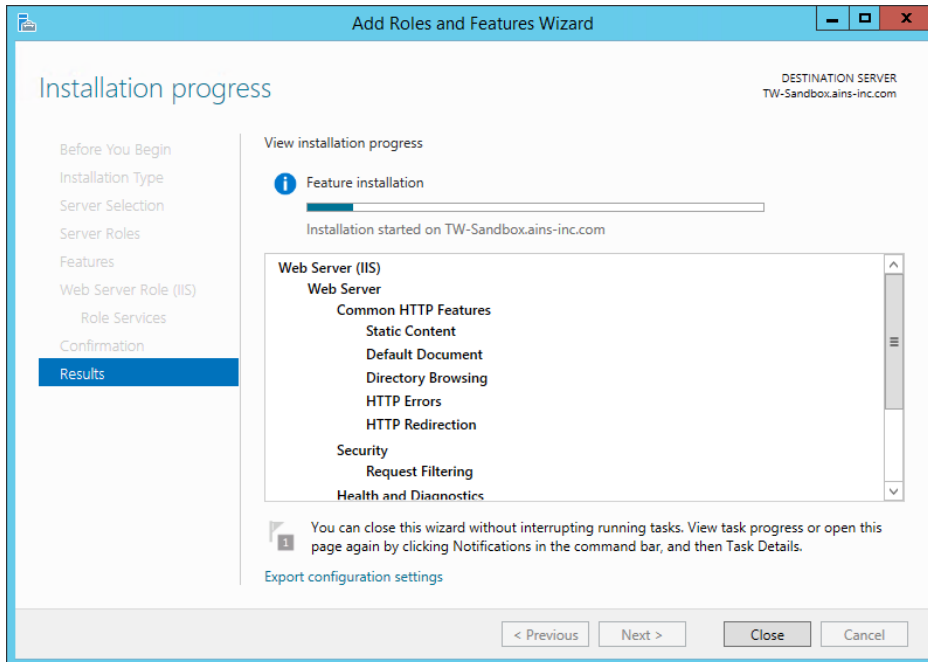 Add Roles and Features Wizard
Installation progress
DESTINATION SERVER
TW-Sandbox.ains-inc.com
Before You Begin
Installation Type
Server Selection
Server Roles
Features
Web Server Role (IIS)
Role Services
Confirmation
Results
View installation progress
Feature installation
Installation started on TW-Sandbox.ains-inc.com
Web Server (IIS)
Web Server
Common HTTP Features
Static Content
Default Document
Directory Browsing
HTTP Errors
HTTP Redirection
Security
Request Filtering
Health and Diagnostics
1
You can close this wizard without interrupting running tasks. View task progress or open this
page again by clicking Notifications in the command bar, and then Task Details.
Export configuration settings
< Previous
Next >
Close
Cancel